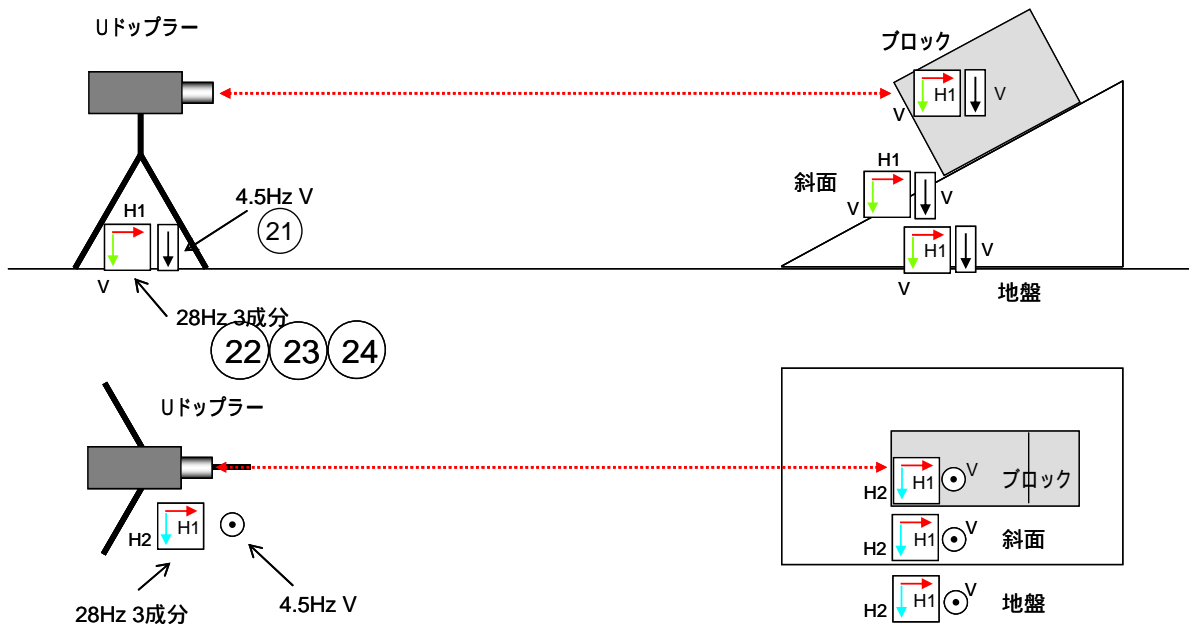 Uドップラー
ブロック
H1
V
V
斜面
H1
V
V
4.5Hz V
21
H1
V
H1
V
V
地盤
28Hz 3成分
22 23 24
Uドップラー
H1
H2
V
ブロック
H1
H2
H1
H2
V
斜面
28Hz 3成分
4.5Hz V
H1
H2
V
地盤